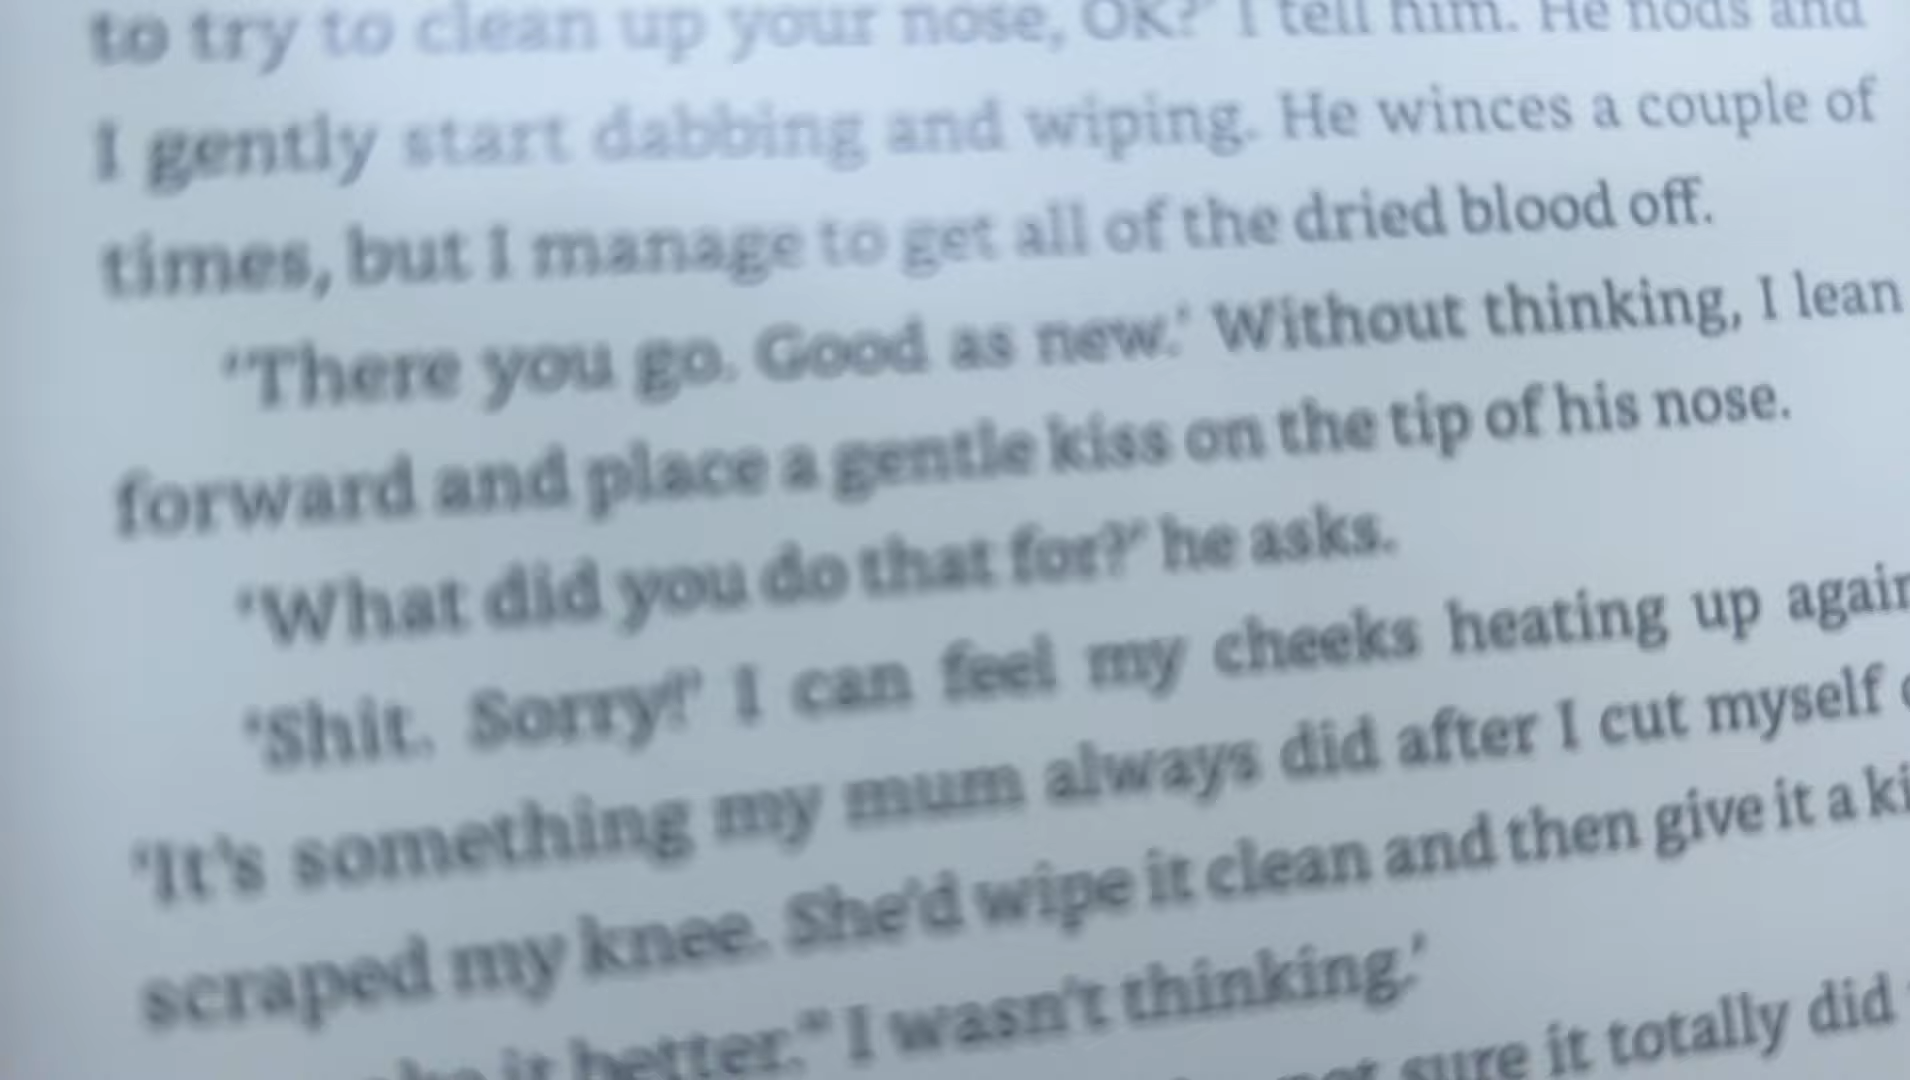 to try to clean up your nose, OK?' I tell him. He nods and
I gently start dabbing and wiping. He winces a couple of
times, but I manage to get all of the dried blood off.
'There you go. Good as new.' Without thinking, I lean
forward and place a gentle kiss on the tip of his nose.
'What did you do that for?' he asks.
'Shit. Sorry!' I can feel my cheeks heating up again
'It's something my mum always did after I cut myself
scraped my knee. She'd wipe it clean and then give it a
it better." I wasn't thinking.'
sure it totally did